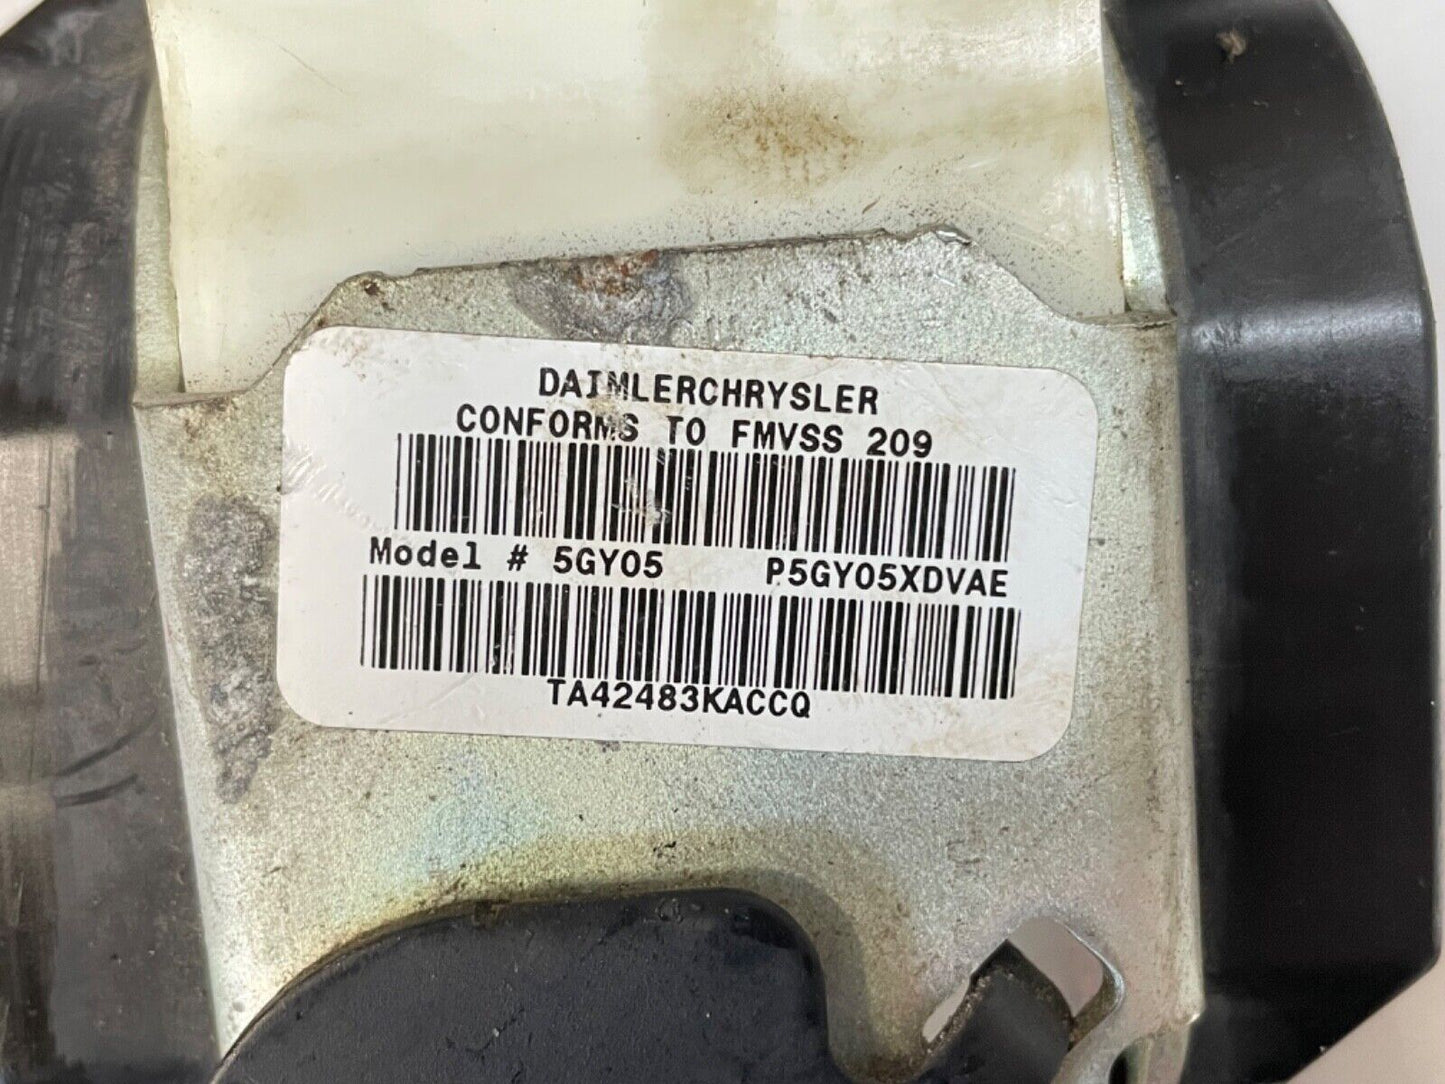 DAIMLERCHRYSLER
CONFORMS TO FMVSS 209
Model # 5GY05 P5GY05XDVAE
TA42483KACCQ